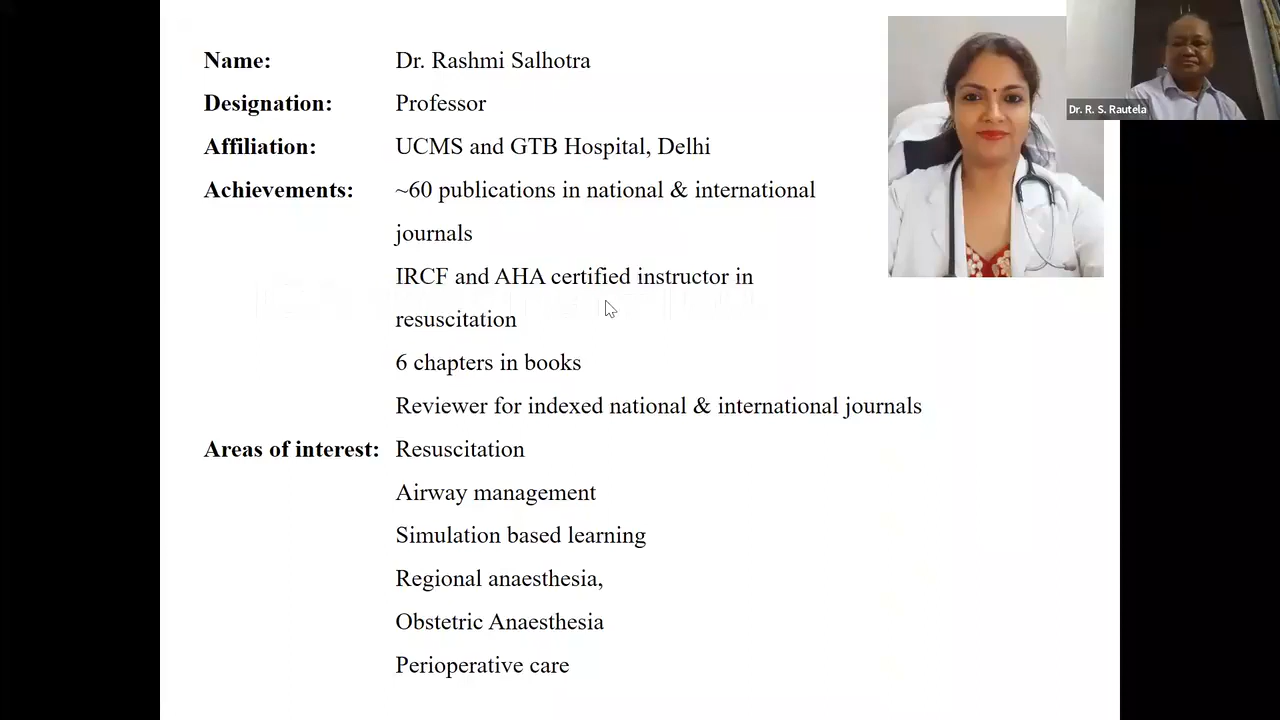 Name: Dr. Rashmi Salhotra
Designation: Professor
Affiliation: UCMS and GTB Hospital, Delhi
Achievements: ~60 publications in national & international
journals
IRCF and AHA certified instructor in
resuscitation
6 chapters in books
Reviewer for indexed national & international journals
Areas of interest: Resuscitation
Airway management
Simulation based learning
Regional anaesthesia,
Obstetric Anaesthesia
Perioperative care
Dr. R. S. Rautela